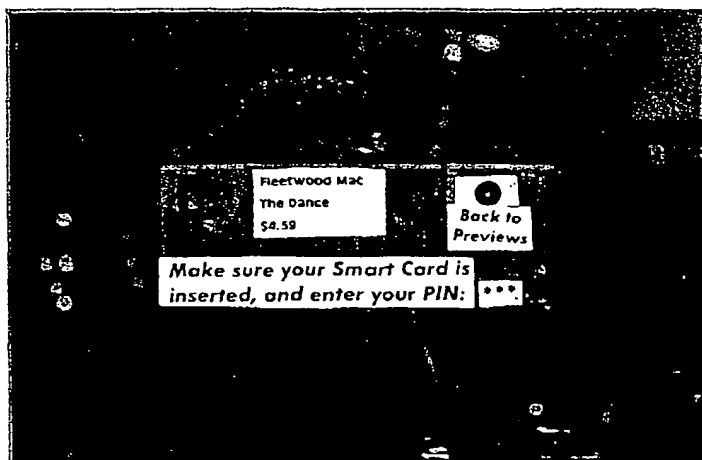 Fleetwood Mac
The Dance
$4.59
Back to
Previews
Make sure your Smart Card is
inserted, and enter your PIN: ***